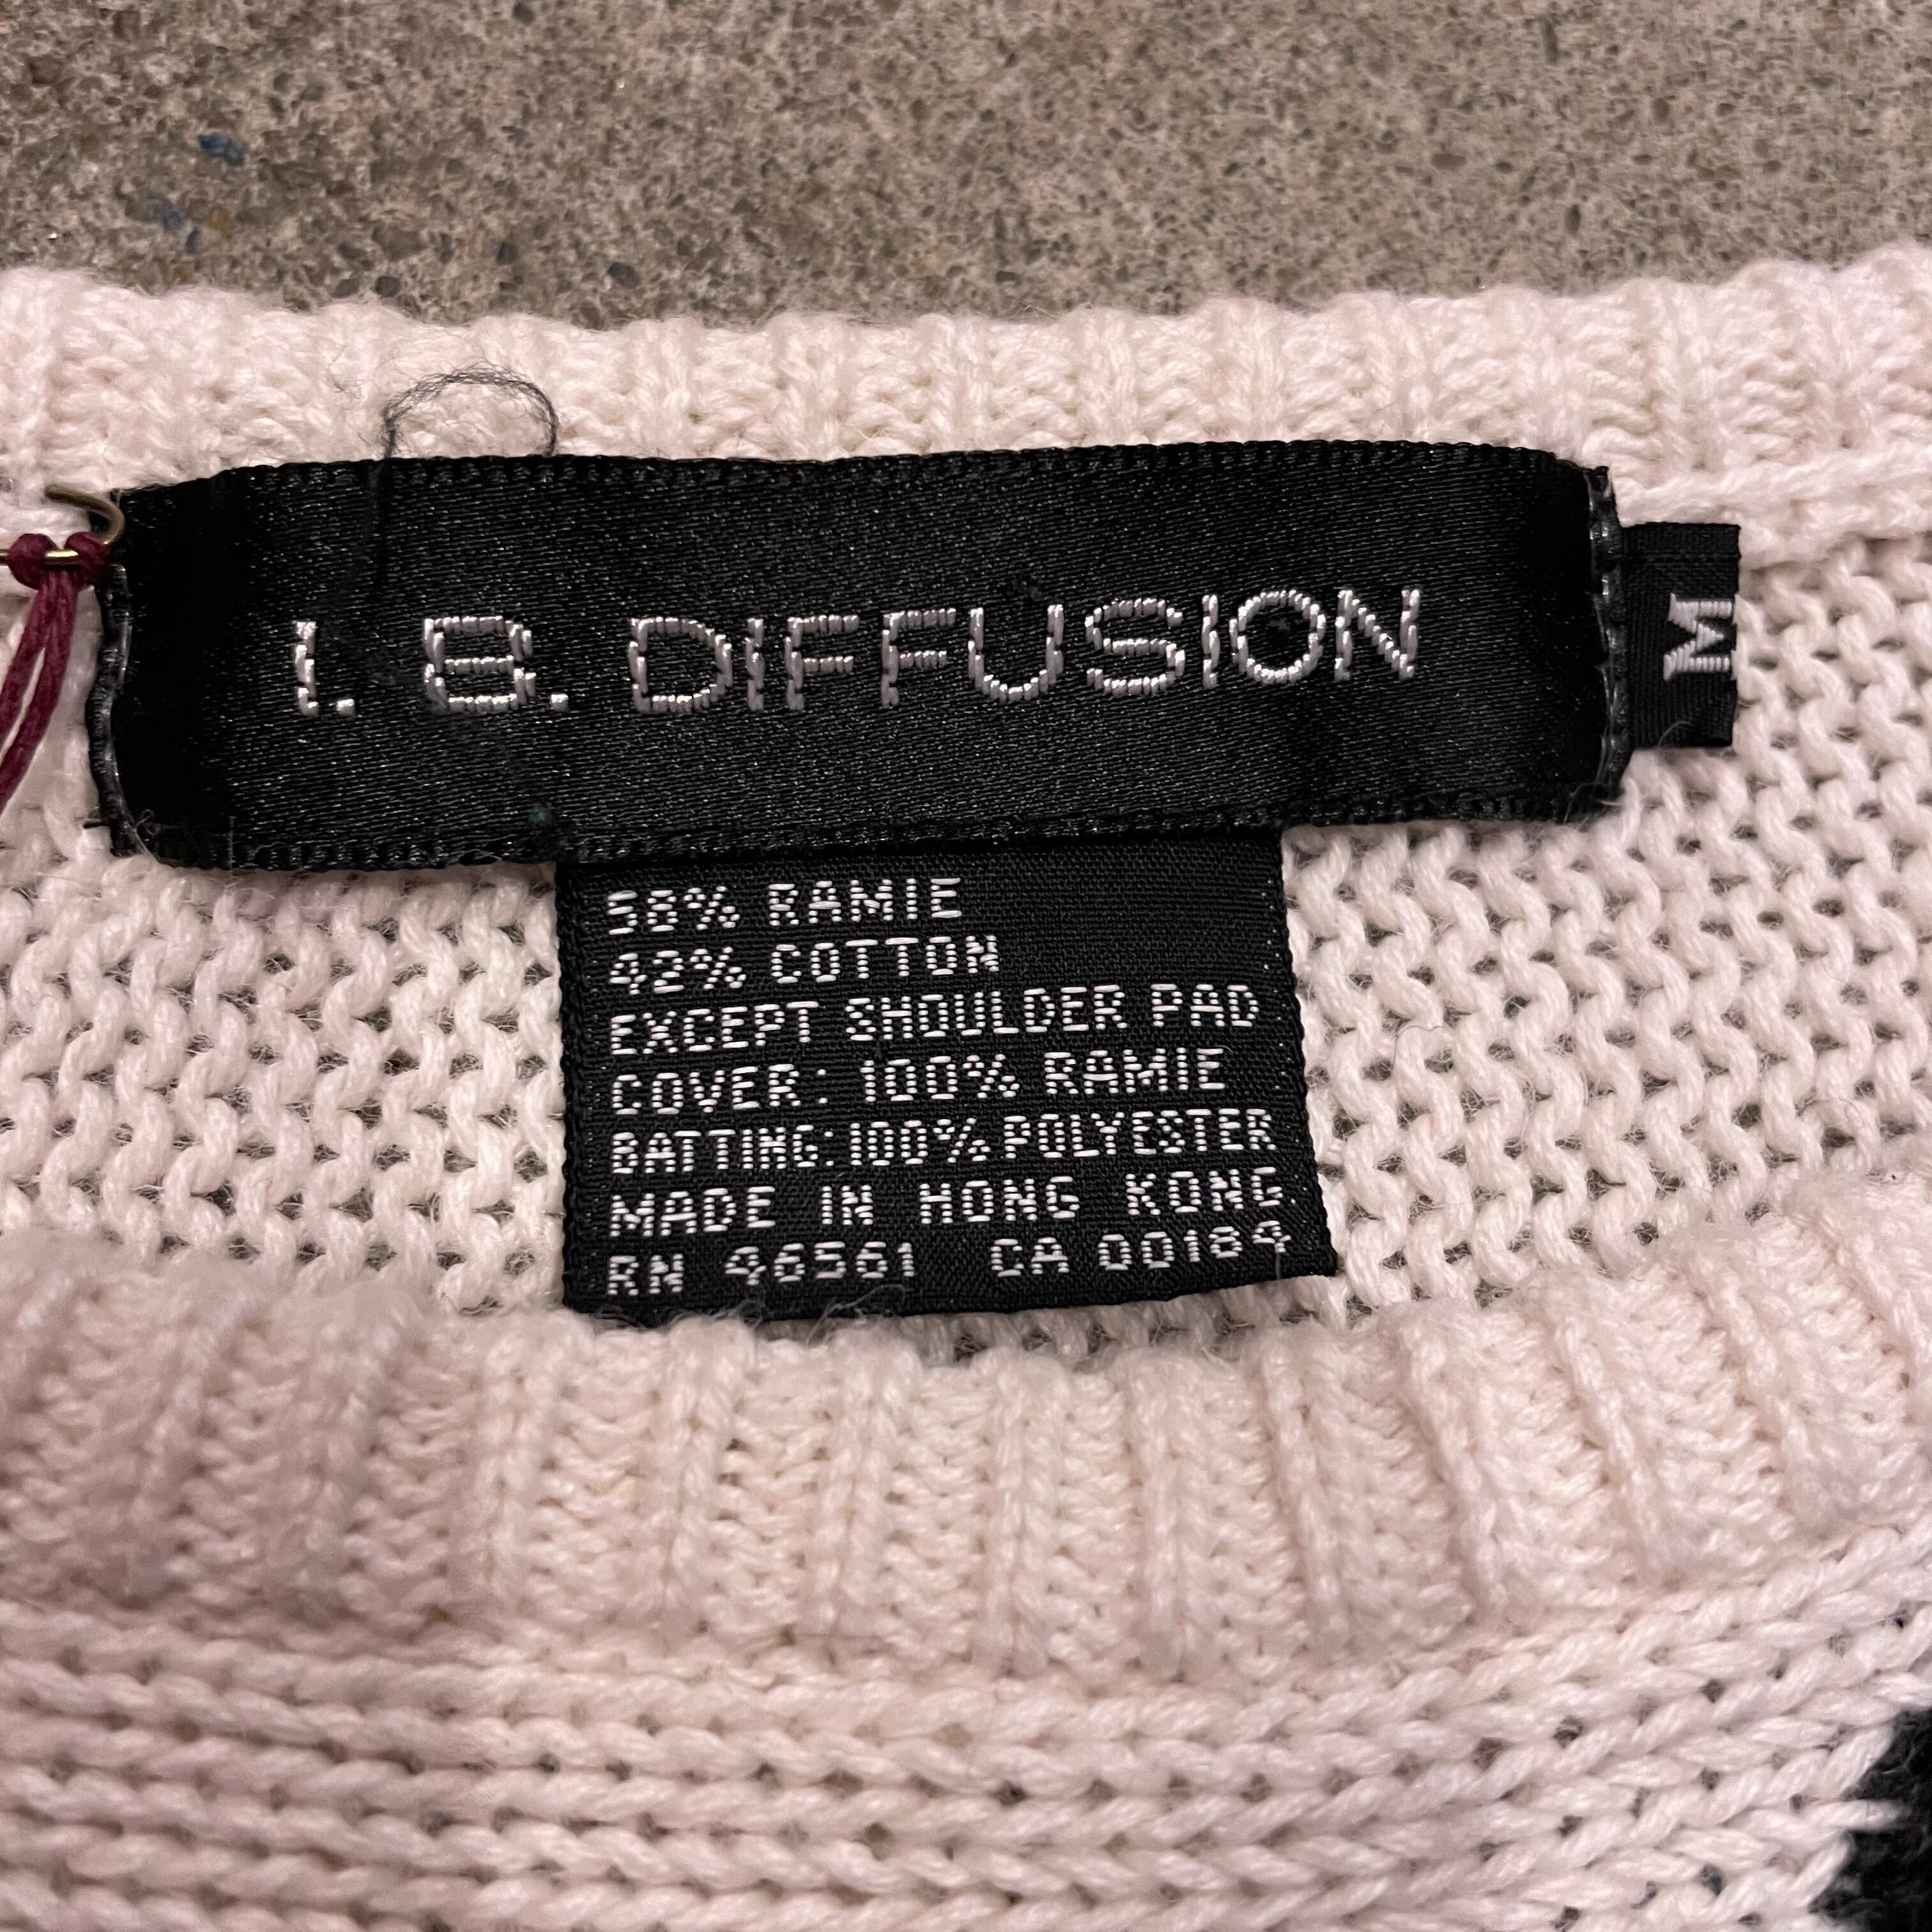 I. B. DIFFUSION
M
58% RAMIE
42% COTTON
EXCEPT SHOULDER PAD
COVER: 100% RAMIE
BATTING: 100% POLYESTER
MADE IN HONG KONG
RN 46561 CA 00184